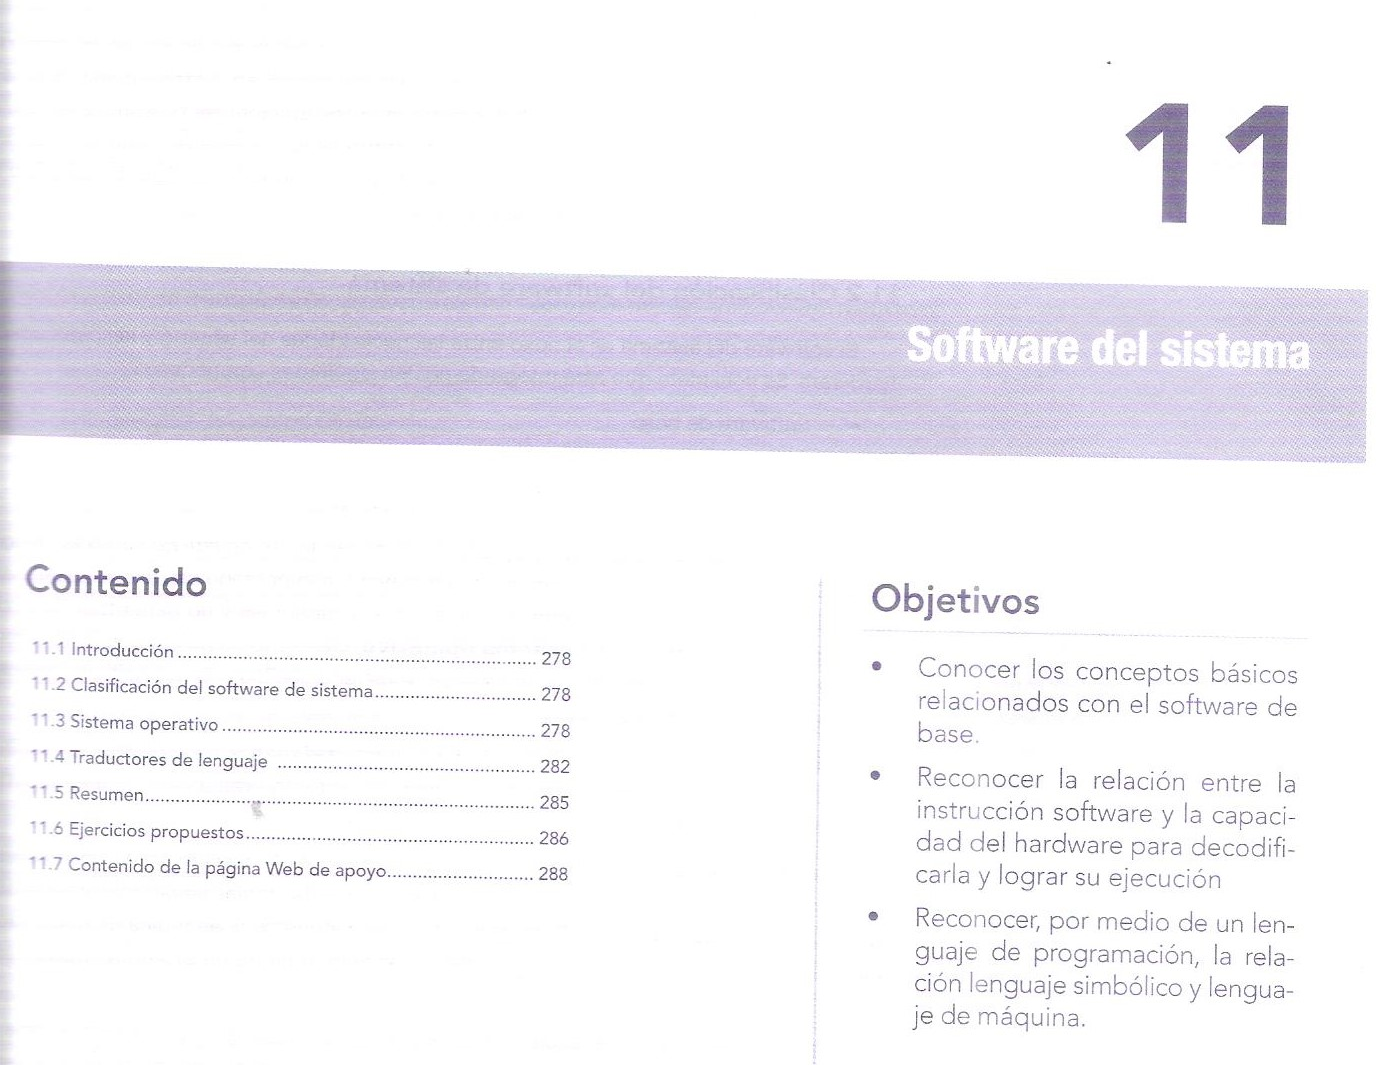 11
Software del sistema
Contenido
11.1 Introducción ........ 278
11.2 Clasificación del software de sistema........ 278
11.3 Sistema operativo ........ 278
11.4 Traductores de lenguaje ........ 282
11.5 Resumen........ 285
11.6 Ejercicios propuestos........ 286
11.7 Contenido de la página Web de apoyo........ 288
Objetivos
• Conocer los conceptos básicos
relacionados con el software de
base.
• Reconocer la relación entre la
instrucción software y la capaci-
dad del hardware para decodifi-
carla y lograr su ejecución
• Reconocer, por medio de un len-
guaje de programación, la rela-
ción lenguaje simbólico y lengua-
je de máquina.